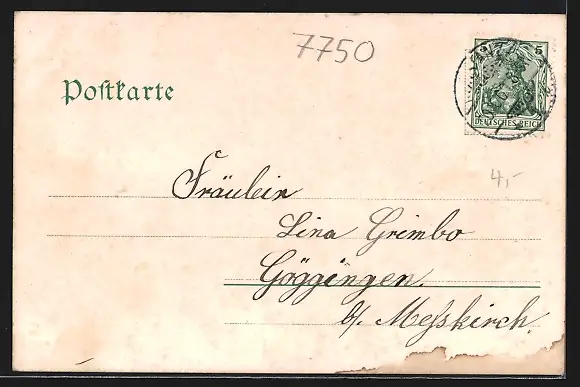 7750
5
DEUTSCHES REICH
Poſtkarte
4,-
Fräulein
Lina Grimbo
Göggingen.
b/. Meſskirch.